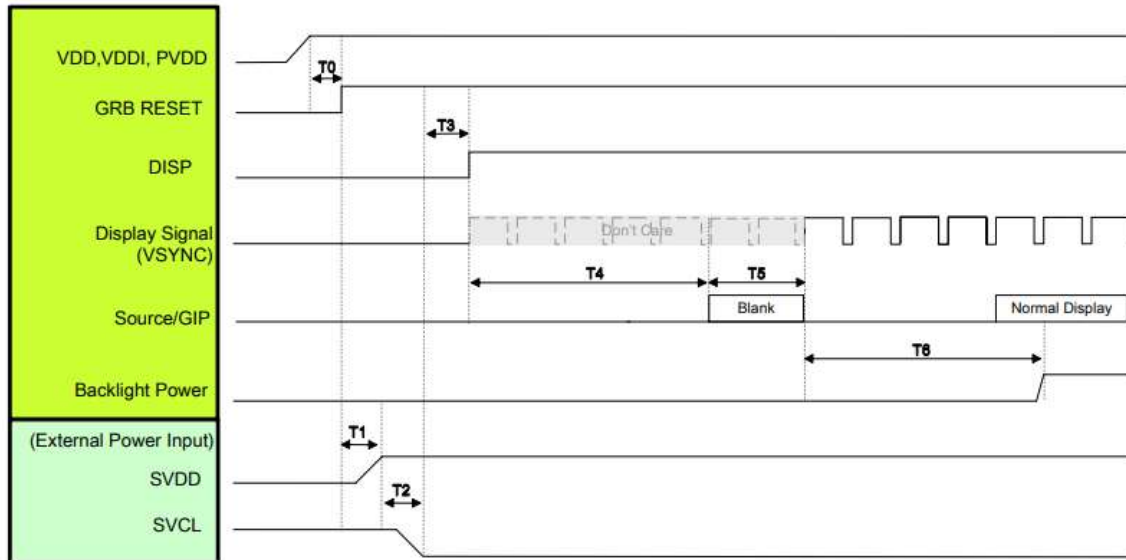 VDD,VDDI, PVDD
T0
GRB RESET
T3
DISP
Display Signal
(VSYNC)
Don't Care
T4
T5
Source/GIP
Blank
Normal Display
T6
Backlight Power
(External Power Input)
T1
SVDD
T2
SVCL